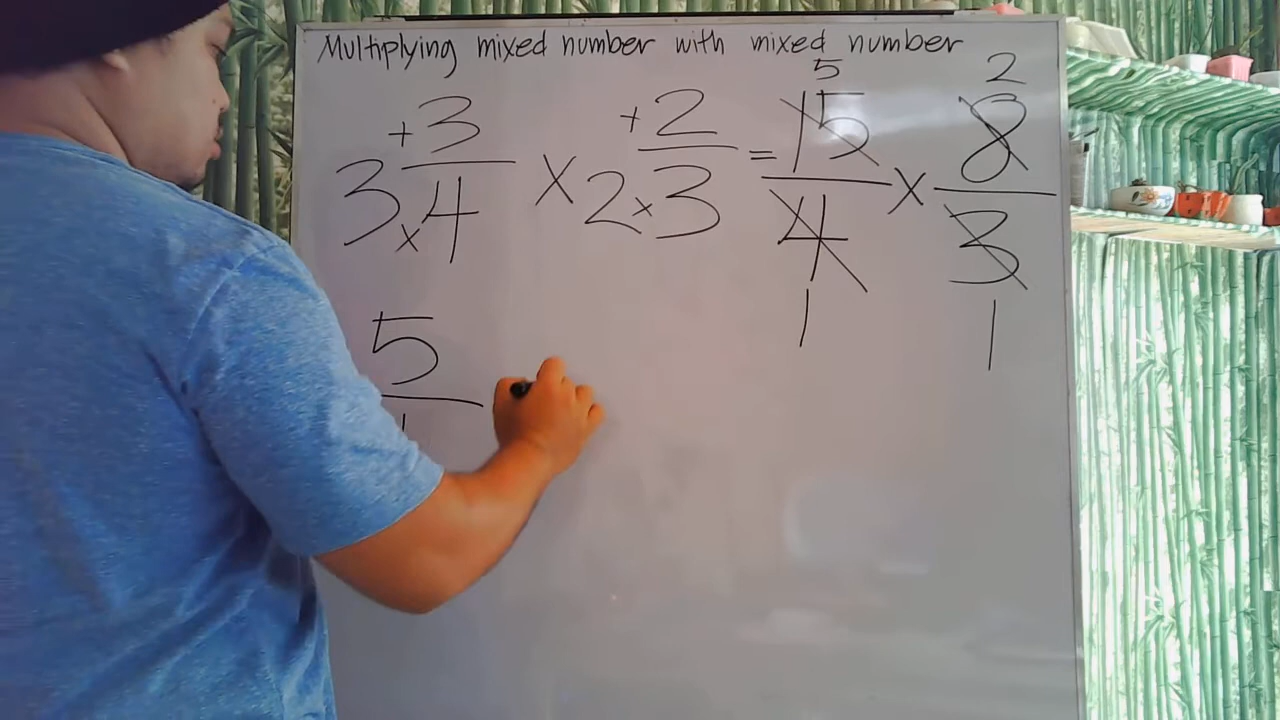 Multiplying mixed number with mixed number
5 2
3 + 3/4 x × 2 + 2/3 x = 15/4 × 8/3
1 1
5/1